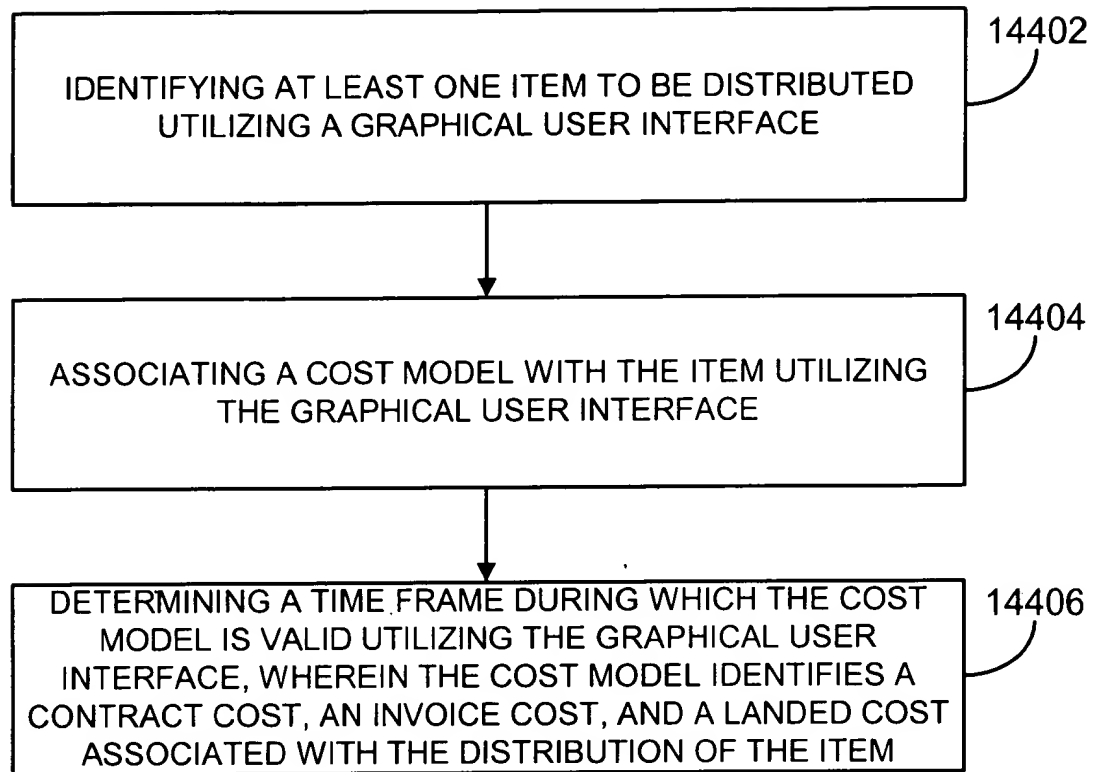 14402
IDENTIFYING AT LEAST ONE ITEM TO BE DISTRIBUTED
UTILIZING A GRAPHICAL USER INTERFACE
14404
ASSOCIATING A COST MODEL WITH THE ITEM UTILIZING
THE GRAPHICAL USER INTERFACE
14406
DETERMINING A TIME FRAME DURING WHICH THE COST
MODEL IS VALID UTILIZING THE GRAPHICAL USER
INTERFACE, WHEREIN THE COST MODEL IDENTIFIES A
CONTRACT COST, AN INVOICE COST, AND A LANDED COST
ASSOCIATED WITH THE DISTRIBUTION OF THE ITEM